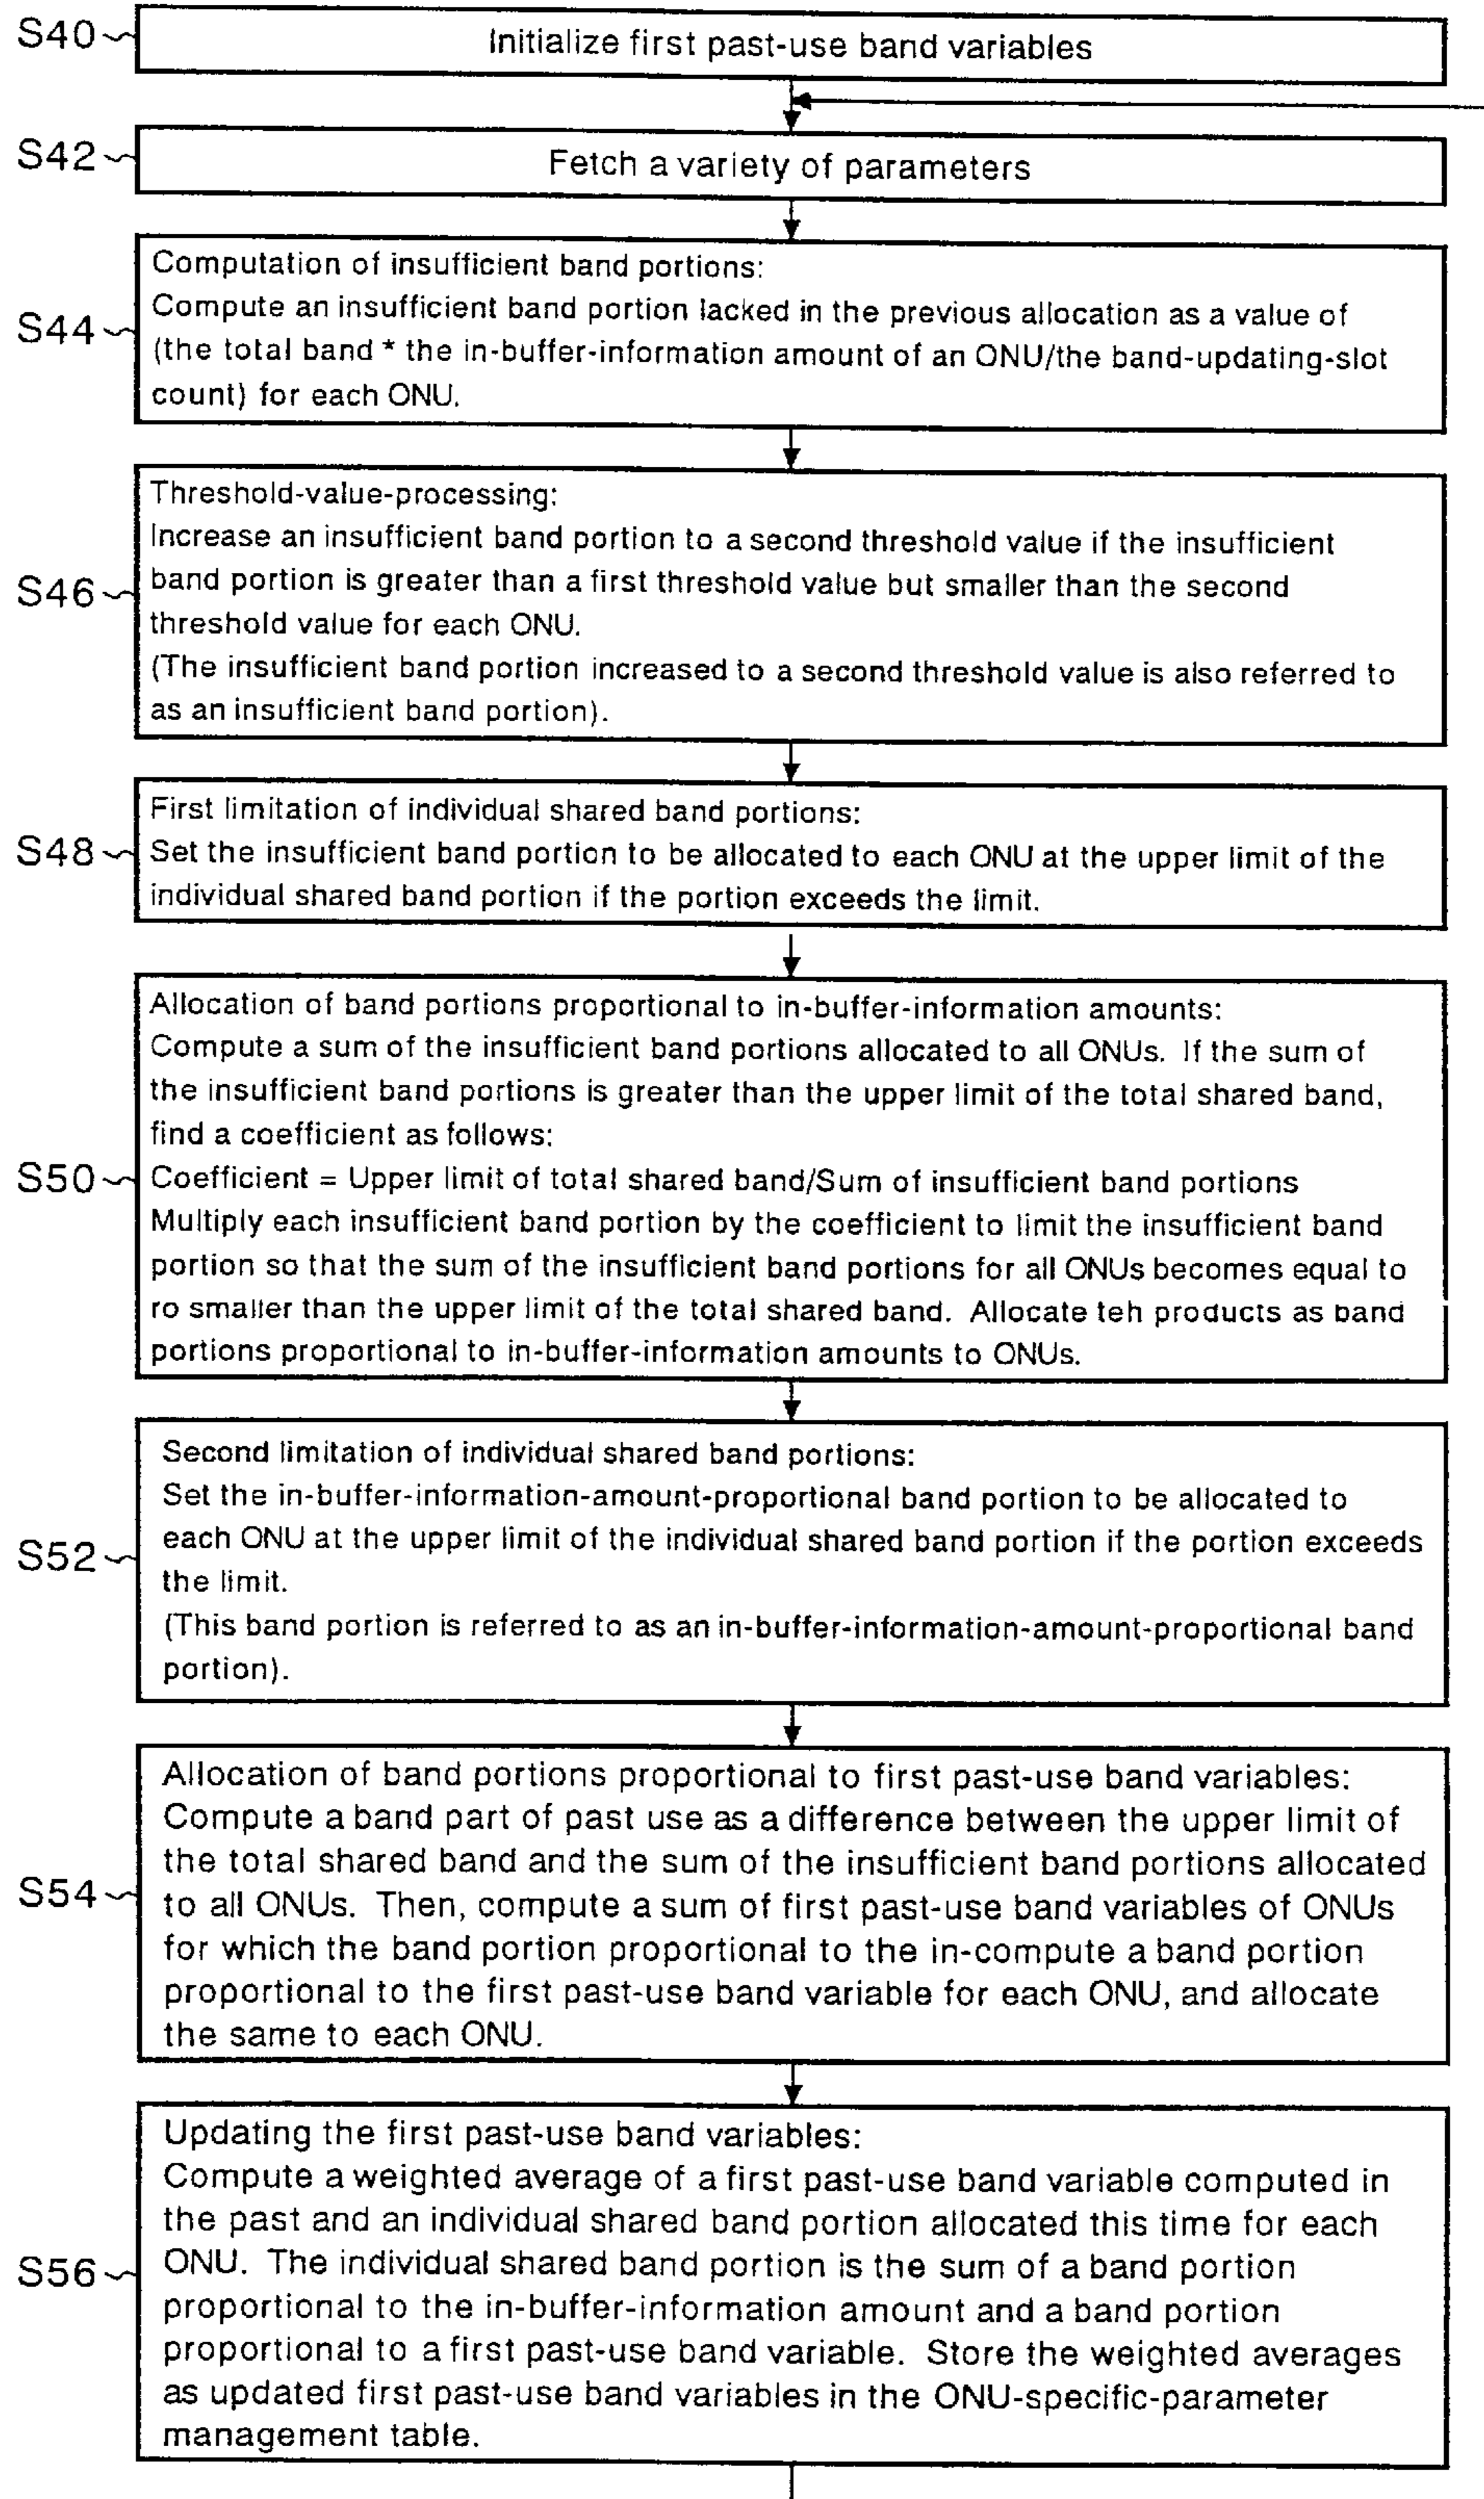 S40
Initialize first past-use band variables
S42
Fetch a variety of parameters
S44
Computation of insufficient band portions:
Compute an insufficient band portion lacked in the previous allocation as a value of
(the total band * the in-buffer-information amount of an ONU/the band-updating-slot
count) for each ONU.
S46
Threshold-value-processing:
Increase an insufficient band portion to a second threshold value if the insufficient
band portion is greater than a first threshold value but smaller than the second
threshold value for each ONU.
(The insufficient band portion increased to a second threshold value is also referred to
as an insufficient band portion).
S48
First limitation of individual shared band portions:
Set the insufficient band portion to be allocated to each ONU at the upper limit of the
individual shared band portion if the portion exceeds the limit.
S50
Allocation of band portions proportional to in-buffer-information amounts:
Compute a sum of the insufficient band portions allocated to all ONUs. If the sum of
the insufficient band portions is greater than the upper limit of the total shared band,
find a coefficient as follows:
Coefficient = Upper limit of total shared band/Sum of insufficient band portions
Multiply each insufficient band portion by the coefficient to limit the insufficient band
portion so that the sum of the insufficient band portions for all ONUs becomes equal to
ro smaller than the upper limit of the total shared band. Allocate teh products as band
portions proportional to in-buffer-information amounts to ONUs.
S52
Second limitation of individual shared band portions:
Set the in-buffer-information-amount-proportional band portion to be allocated to
each ONU at the upper limit of the individual shared band portion if the portion exceeds
the limit.
(This band portion is referred to as an in-buffer-information-amount-proportional band
portion).
S54
Allocation of band portions proportional to first past-use band variables:
Compute a band part of past use as a difference between the upper limit of
the total shared band and the sum of the insufficient band portions allocated
to all ONUs. Then, compute a sum of first past-use band variables of ONUs
for which the band portion proportional to the in-compute a band portion
proportional to the first past-use band variable for each ONU, and allocate
the same to each ONU.
S56
Updating the first past-use band variables:
Compute a weighted average of a first past-use band variable computed in
the past and an individual shared band portion allocated this time for each
ONU. The individual shared band portion is the sum of a band portion
proportional to the in-buffer-information amount and a band portion
proportional to a first past-use band variable. Store the weighted averages
as updated first past-use band variables in the ONU-specific-parameter
management table.